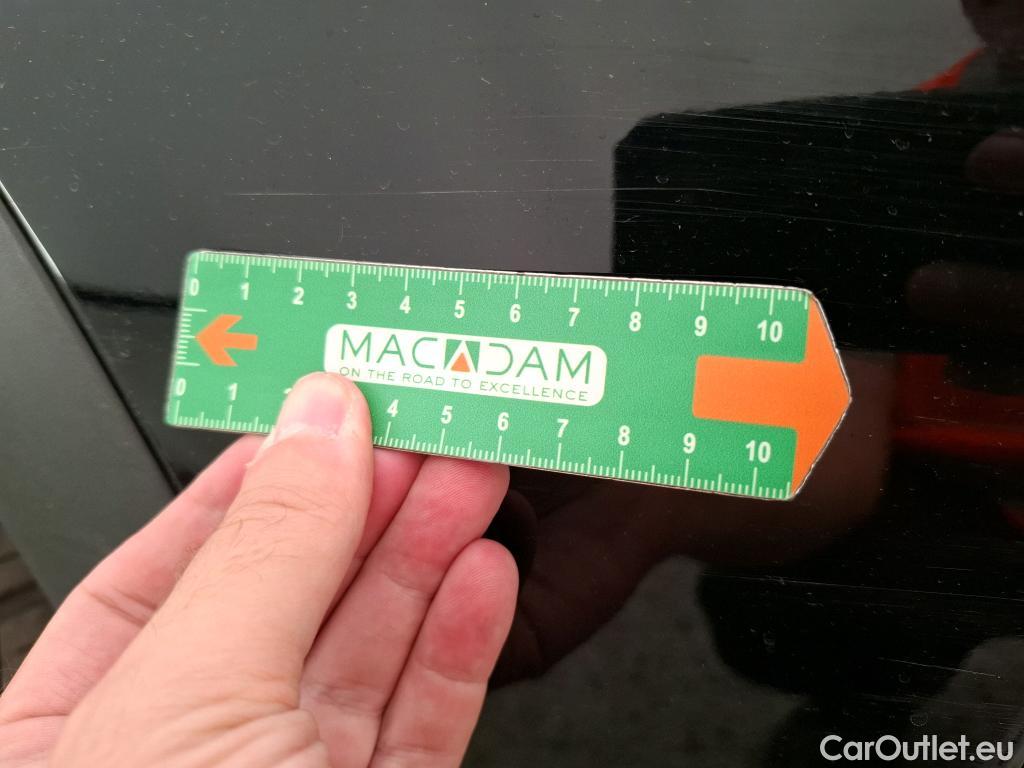 0 1 2 3 4 5 6 7 8 9 10
MACADAM
ON THE ROAD TO EXCELLENCE
0 1 2 4 5 6 7 8 9 10
CarOutlet.eu